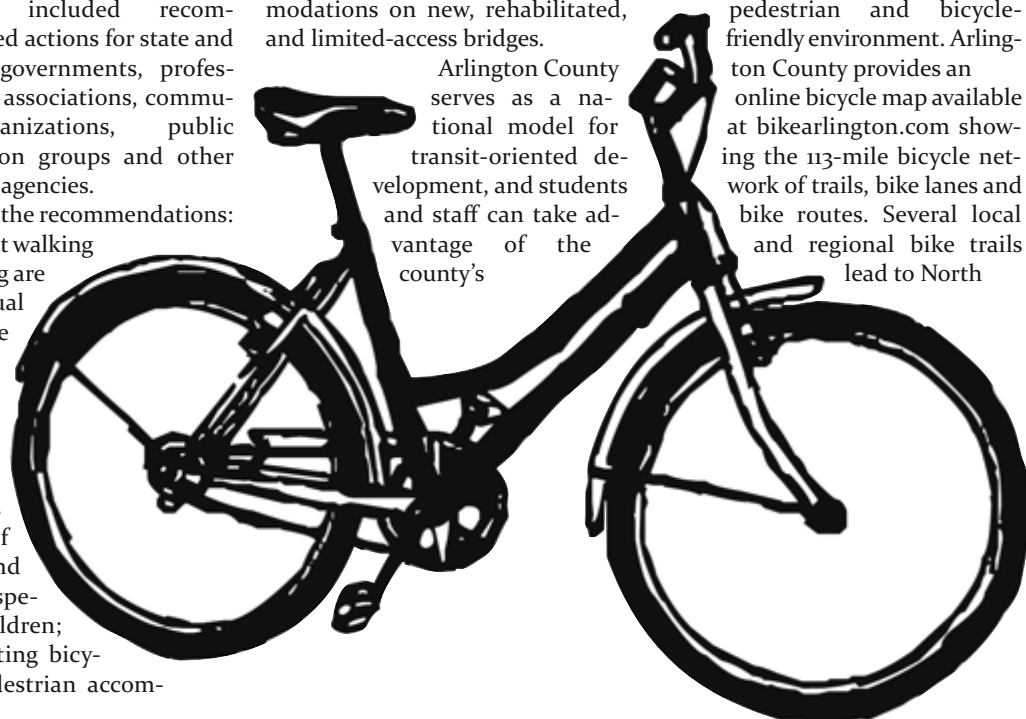 included recom-
ed actions for state and
governments, profes-
associations, commu-
anizations, public
on groups and other
agencies.
the recommendations:
t walking
g are
ual
e
f
nd
spe-
ldren;
ting bicy-
destrian accom-
modations on new, rehabilitated,
and limited-access bridges.
Arlington County
serves as a na-
tional model for
transit-oriented de-
velopment, and students
and staff can take ad-
vantage of the
county's
pedestrian and bicycle-
friendly environment. Arling-
ton County provides an
online bicycle map available
at bikearlington.com show-
ing the 113-mile bicycle net-
work of trails, bike lanes and
bike routes. Several local
and regional bike trails
lead to North